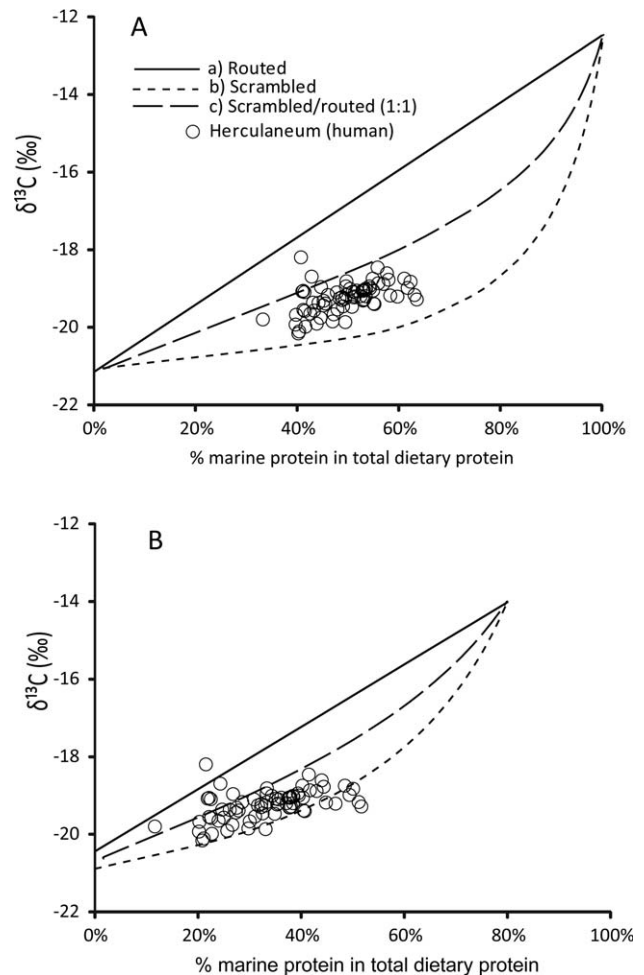 A
a) Routed
b) Scrambled
c) Scrambled/routed (1:1)
Herculaneum (human)
-12
-14
-16
-18
-20
-22
δ¹³C (‰)
0% 20% 40% 60% 80% 100%
% marine protein in total dietary protein
B
-12
-14
-16
-18
-20
-22
δ¹³C (‰)
0% 20% 40% 60% 80% 100%
% marine protein in total dietary protein